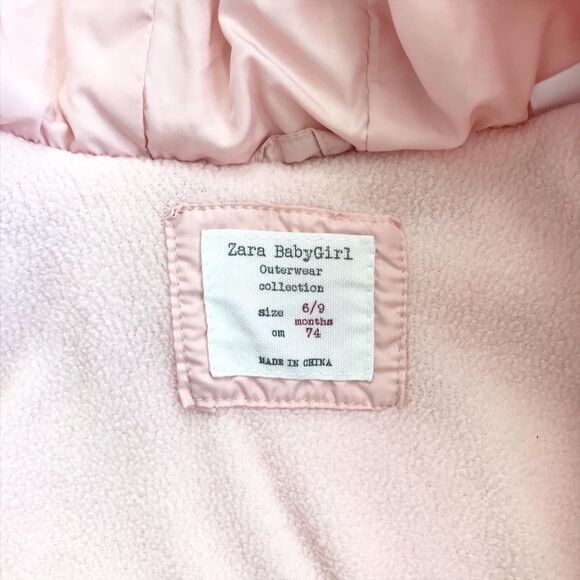 Zara BabyGirl
Outerwear
collection
size 6/9
months
cm 74
MADE IN CHINA